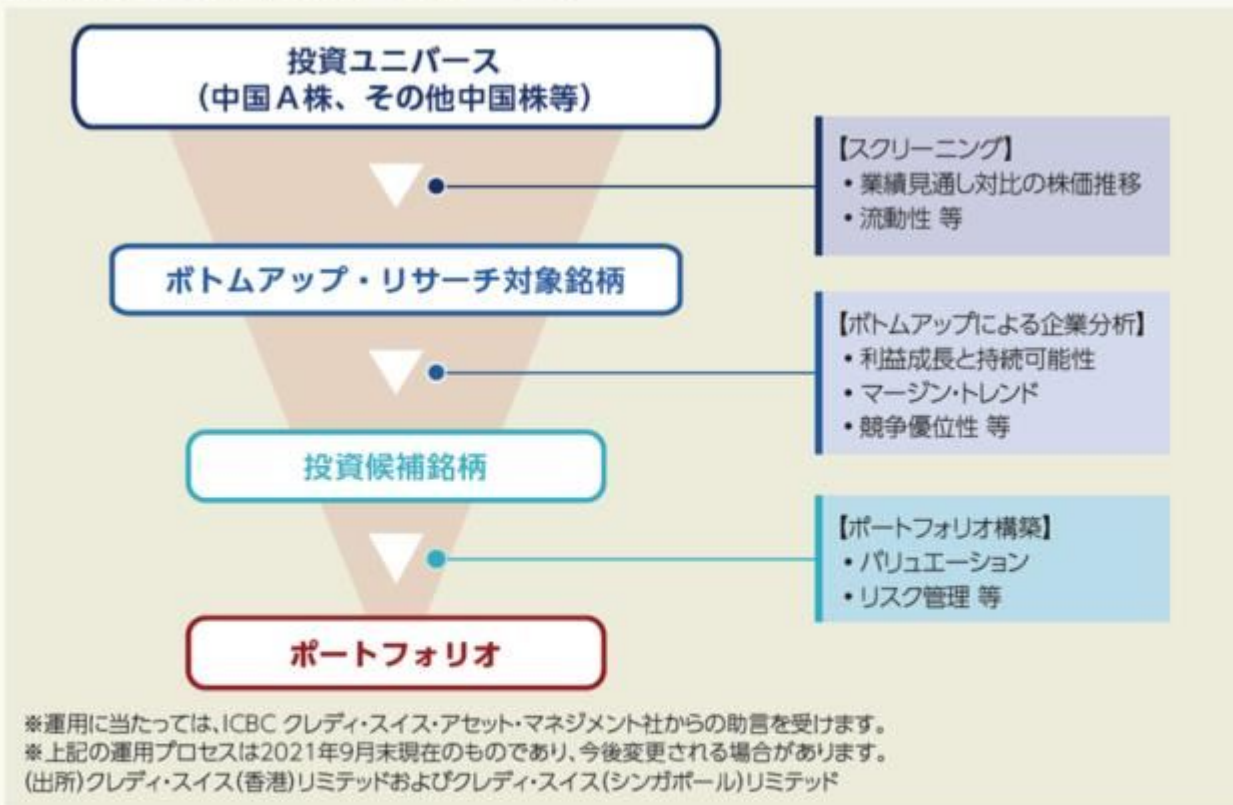 投資ユニバース
(中国A株、その他中国株等)
【スクリーニング】
・業績見通し対比の株価推移
・流動性 等
ボトムアップ・リサーチ対象銘柄
【ボトムアップによる企業分析】
・利益成長と持続可能性
・マージン・トレンド
・競争優位性 等
投資候補銘柄
【ポートフォリオ構築】
・バリュエーション
・リスク管理 等
ポートフォリオ
※運用に当たっては、ICBC クレディ・スイス・アセット・マネジメント社からの助言を受けます。
※上記の運用プロセスは2021年9月末現在のものであり、今後変更される場合があります。
(出所)クレディ・スイス(香港)リミテッドおよびクレディ・スイス(シンガポール)リミテッド